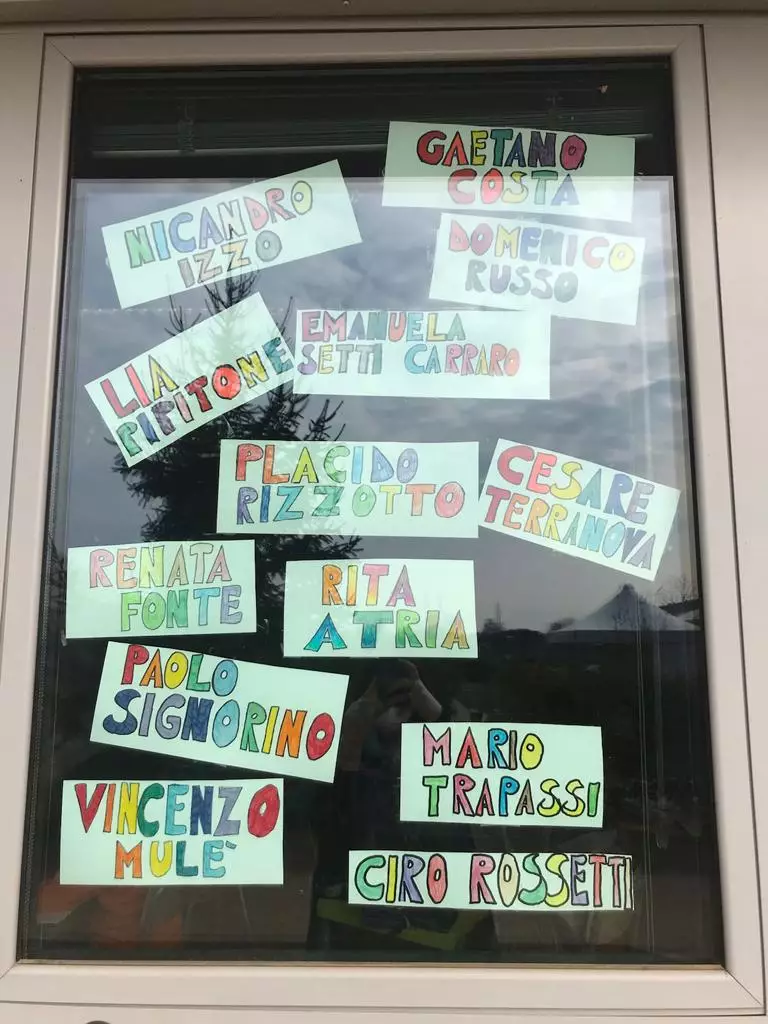 GAETANO
COSTA
NICANDRO
IZZO
DOMENICO
RUSSO
EMANUELA
SETTI CARRARO
LIA
PIPITONE
PLACIDO
RIZZOTTO
CESARE
TERRANOVA
RENATA
FONTE
RITA
ATRIA
PAOLO
SIGNORINO
MARIO
TRAPASSI
VINCENZO
MULE`
CIRO ROSSETTI